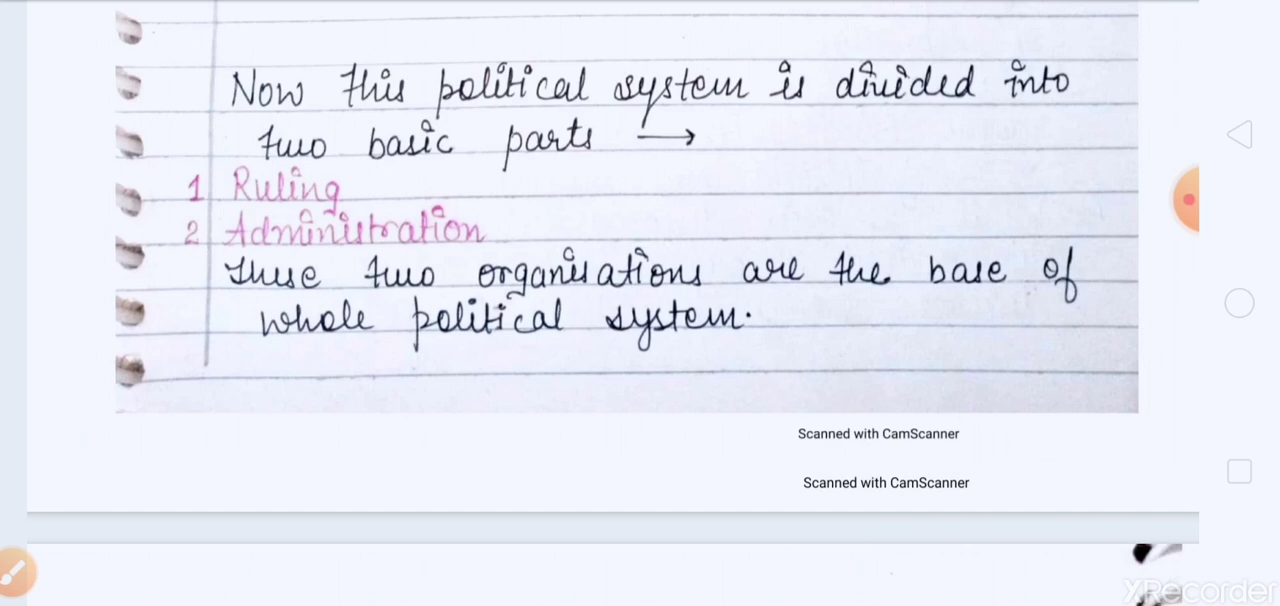 Now this political system is divided into
two basic parts →
1 Ruling
2 Administration
These two organisations are the base of
whole political system.
Scanned with CamScanner
Scanned with CamScanner
XRecorder